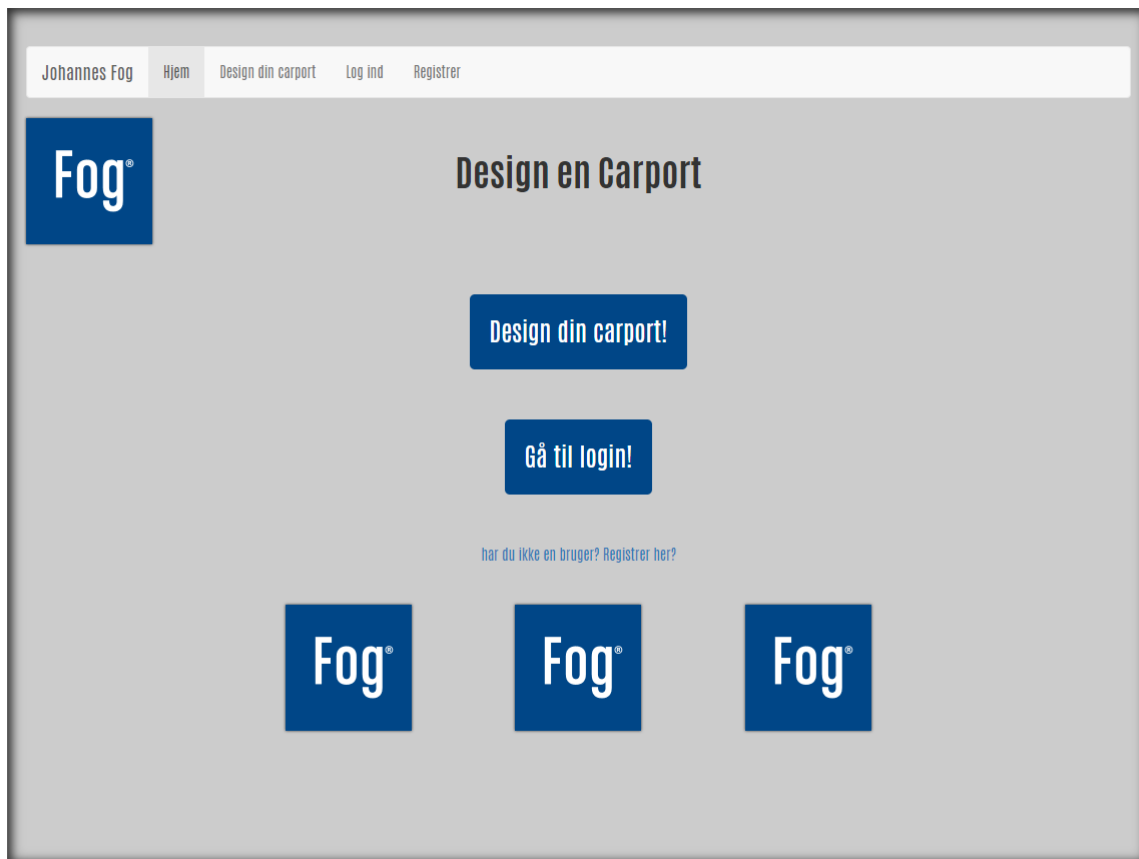 Johannes Fog Hjem Design din carport Log ind Registrer
Fog®
Design en Carport
Design din carport!
Gå til login!
har du ikke en bruger? Registrer her?
Fog® Fog® Fog®